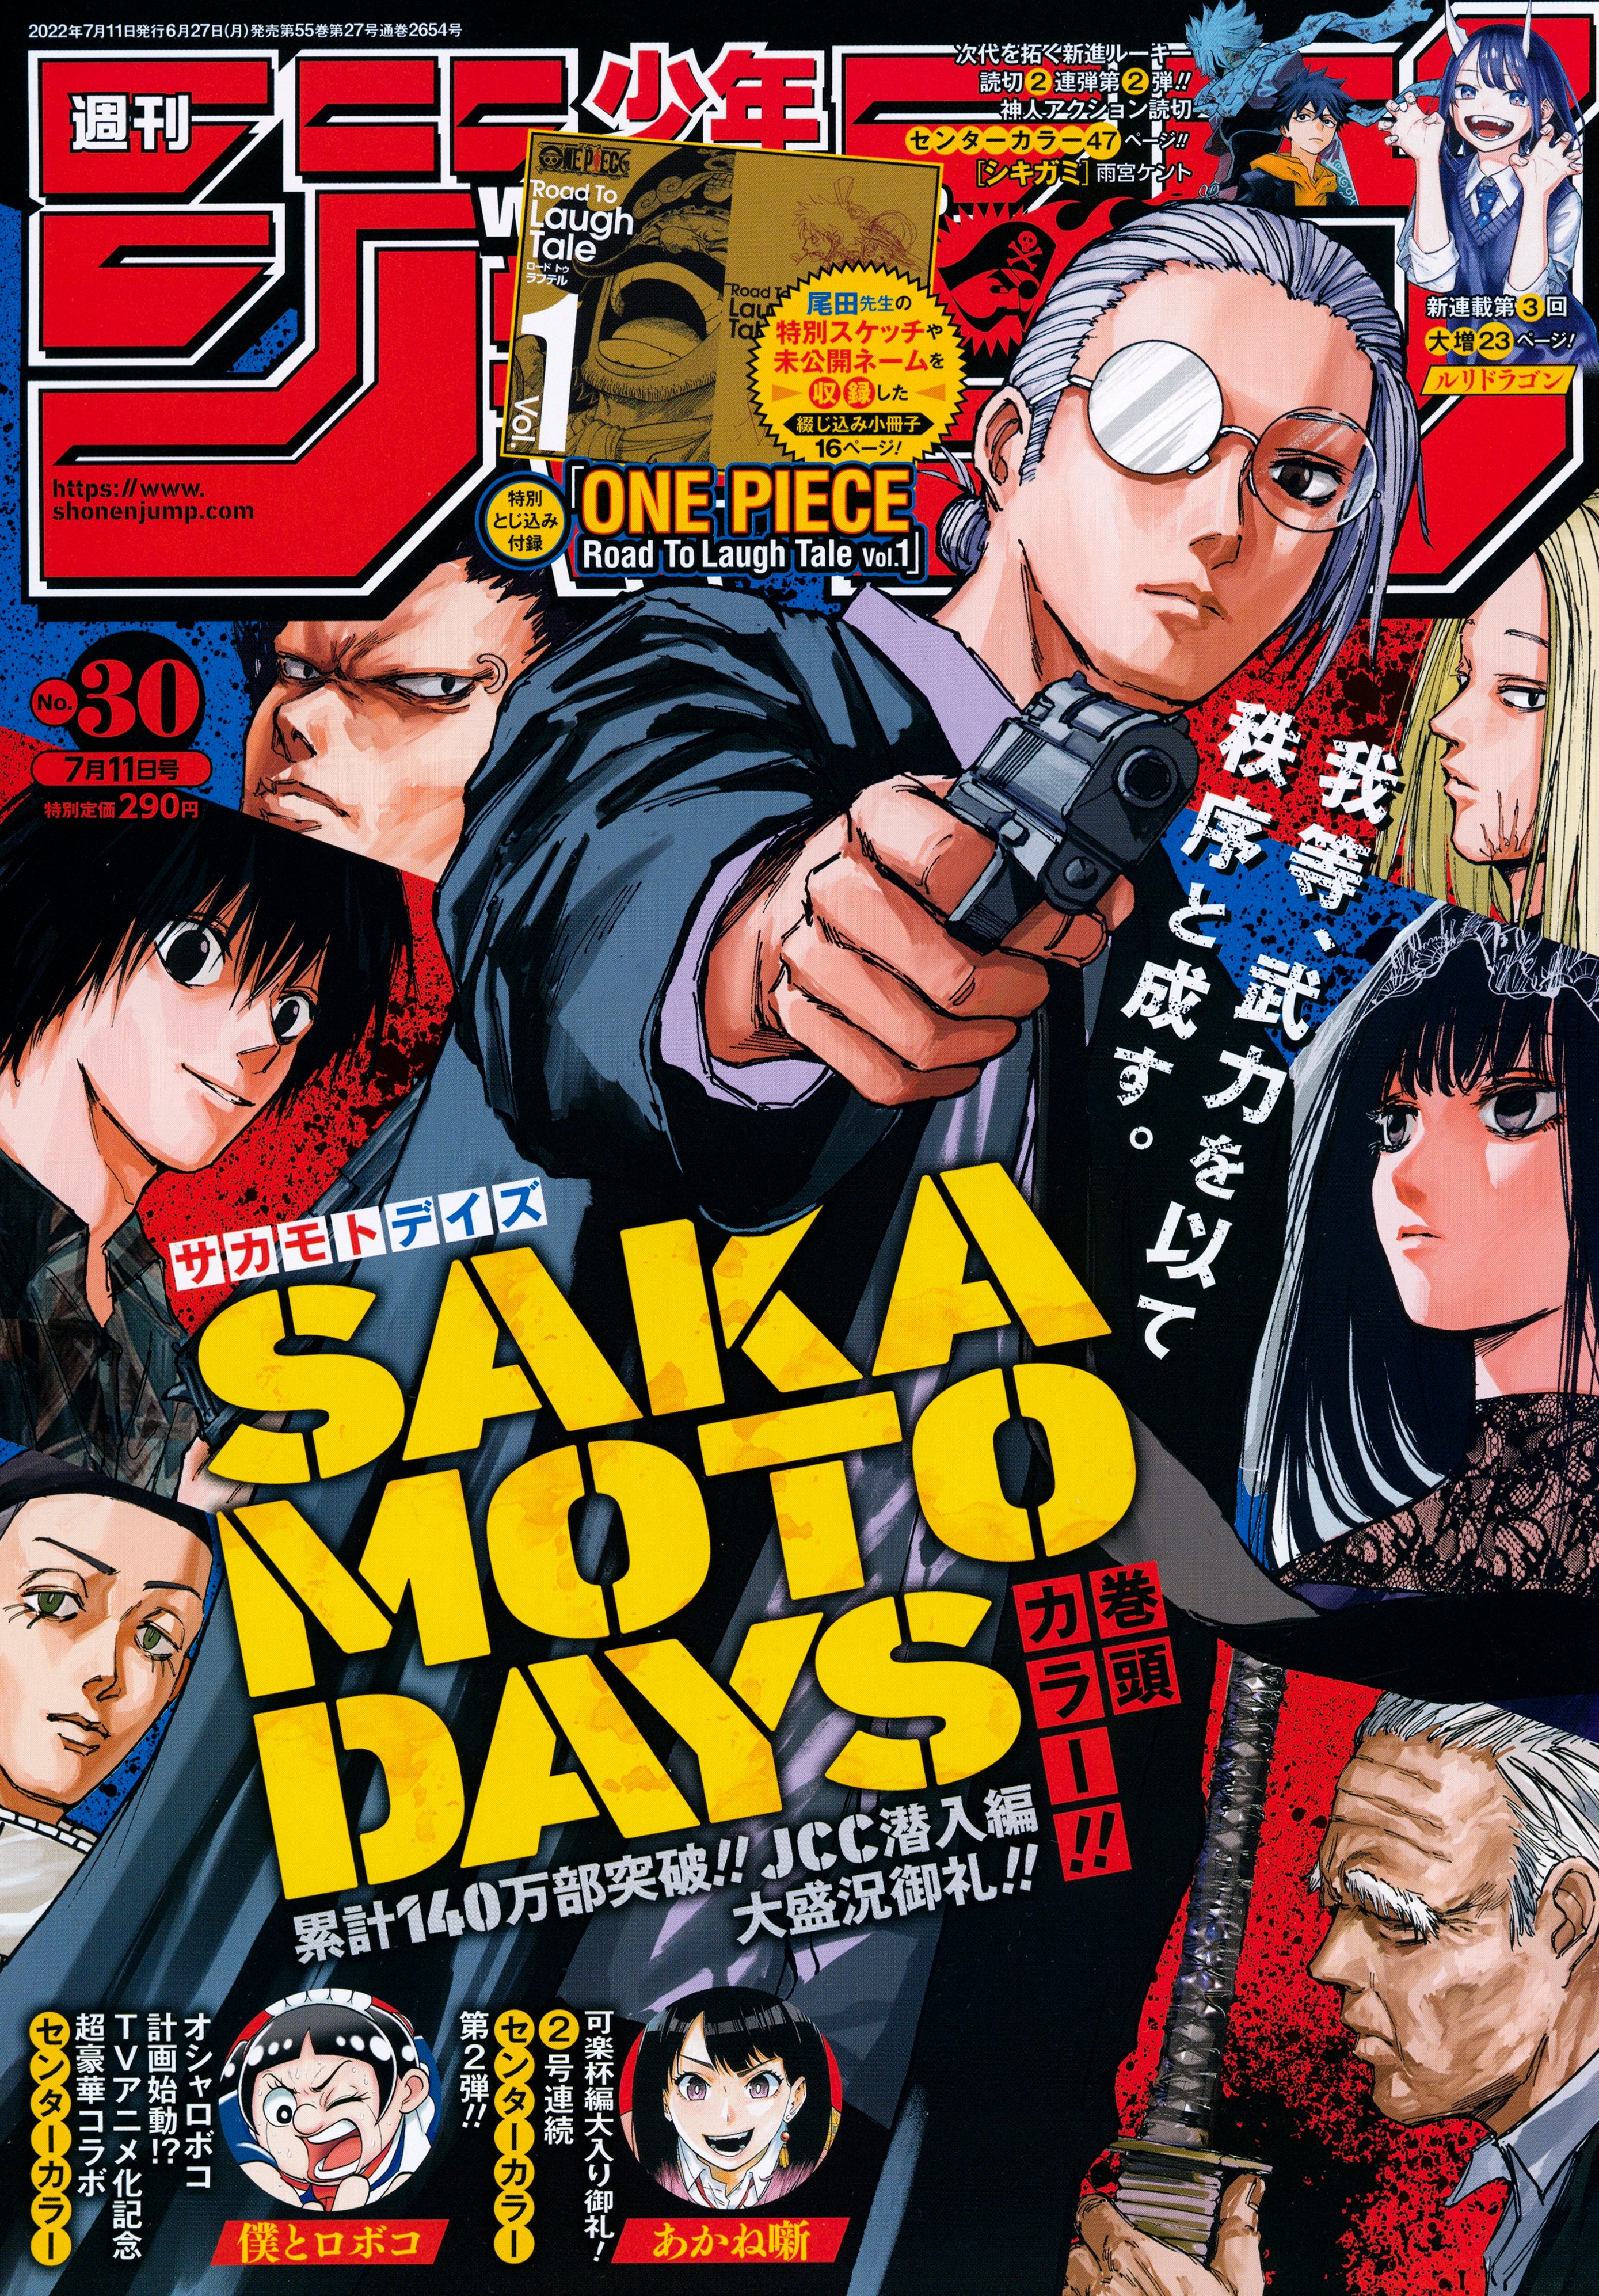 2022年7月11日発行6月27日(月)発売第55巻第27号通巻2654号
週刊
少年
ジャンプ
https://www.
shonenjump.com
次代を拓く新進ルーキー
読切2連弾第2弾!!
神人アクション読切
センターカラー47ページ!!
[シキガミ] 雨宮ケント
新連載第3回
大増23ページ!
ルリドラゴン
ONE PIECE
Road To
Laugh
Tale
ロード トゥ
ラフテル
Vol.1
尾田先生の
特別スケッチや
未公開ネームを
収録した
綴じ込み小冊子
16ページ!
特別
とじ込み
付録
「ONE PIECE
Road To Laugh Tale Vol.1」
No.30
7月11日号
特別定価290円
我等、武力を以て
秩序と成す。
サカモトデイズ
SAKA
MOTO
DAYS
巻頭
カラー!!
累計140万部突破!! JCC潜入編
大盛況御礼!!
オシャロボコ
計画始動!?
TVアニメ化記念
超豪華コラボ
センターカラー
僕とロボコ
可楽杯編大入り御礼!
2号連続
センターカラー
第2弾!!
あかね噺